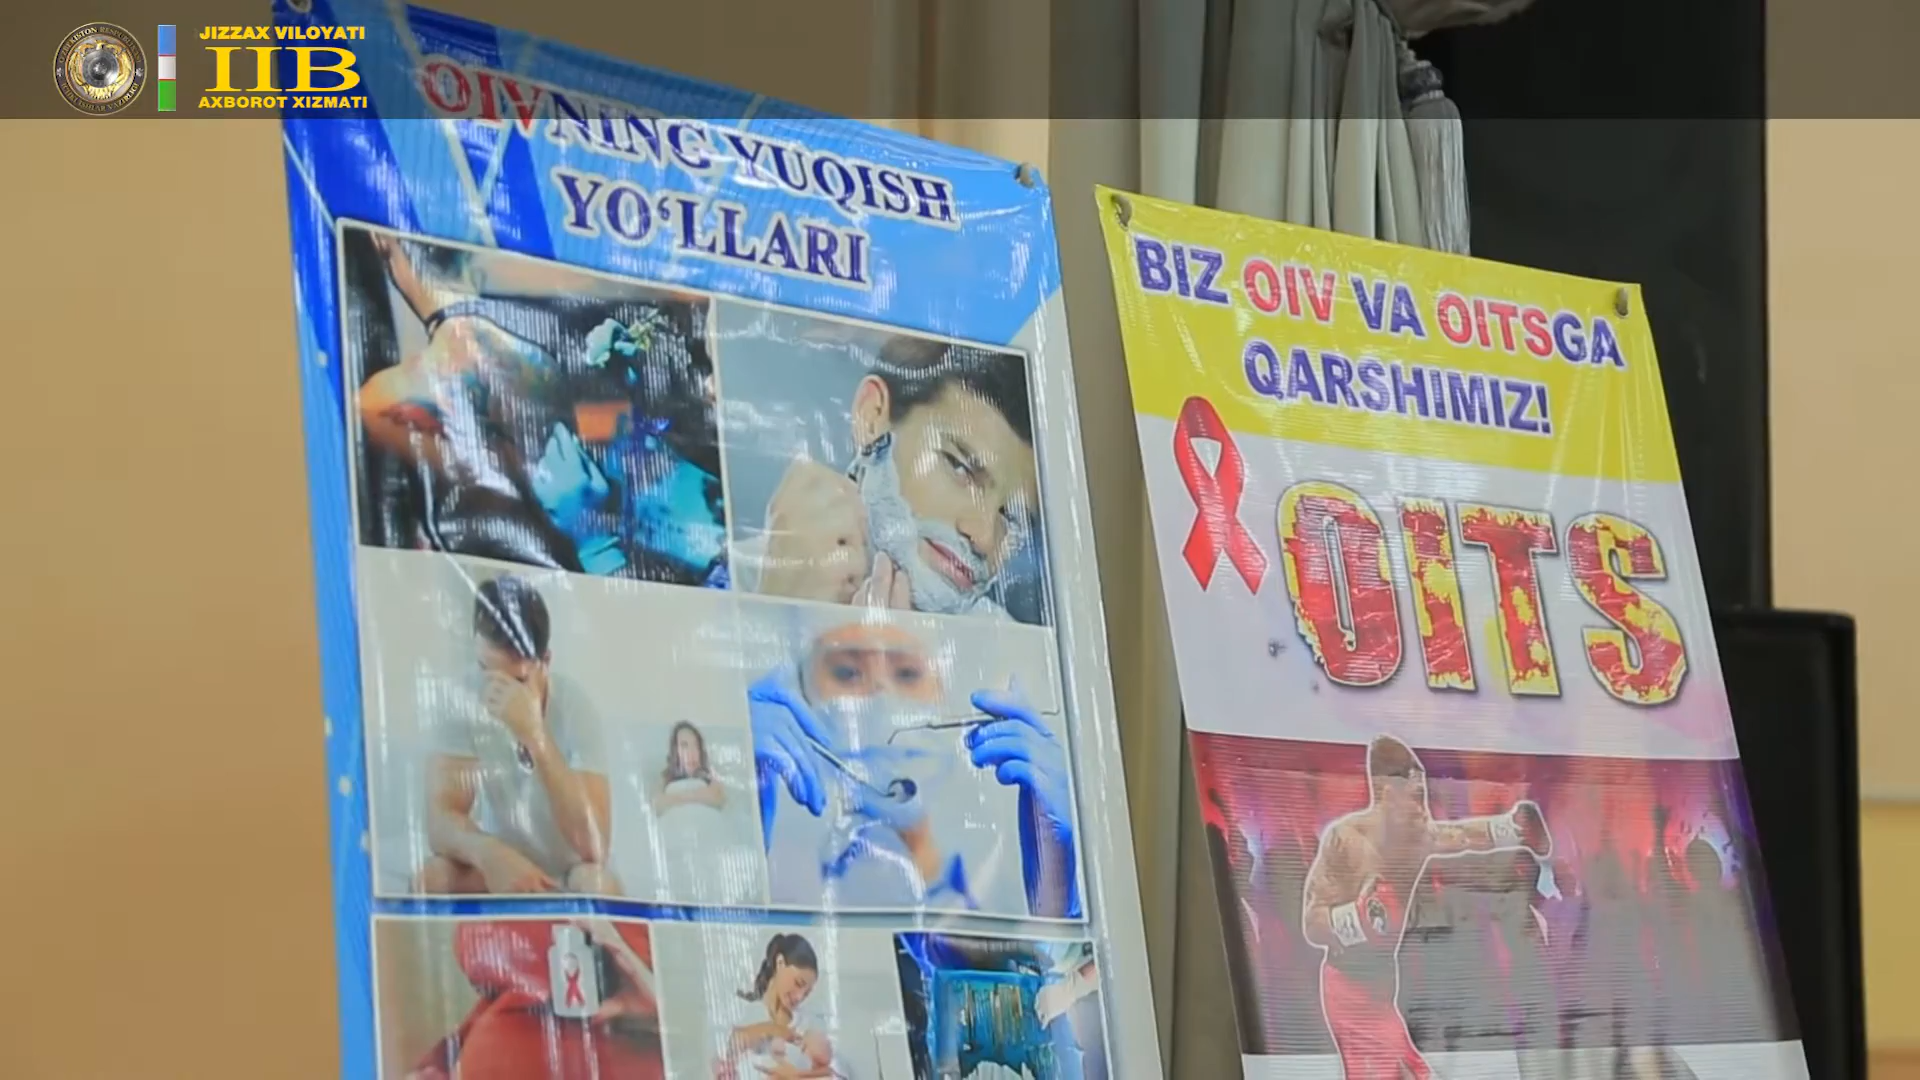 JIZZAX VILOYATI
IIB
AXBOROT XIZMATI
OIVNING YUQISH
YO‘LLARI
BIZ OIV VA OITSGA
QARSHIMIZ!
OITS